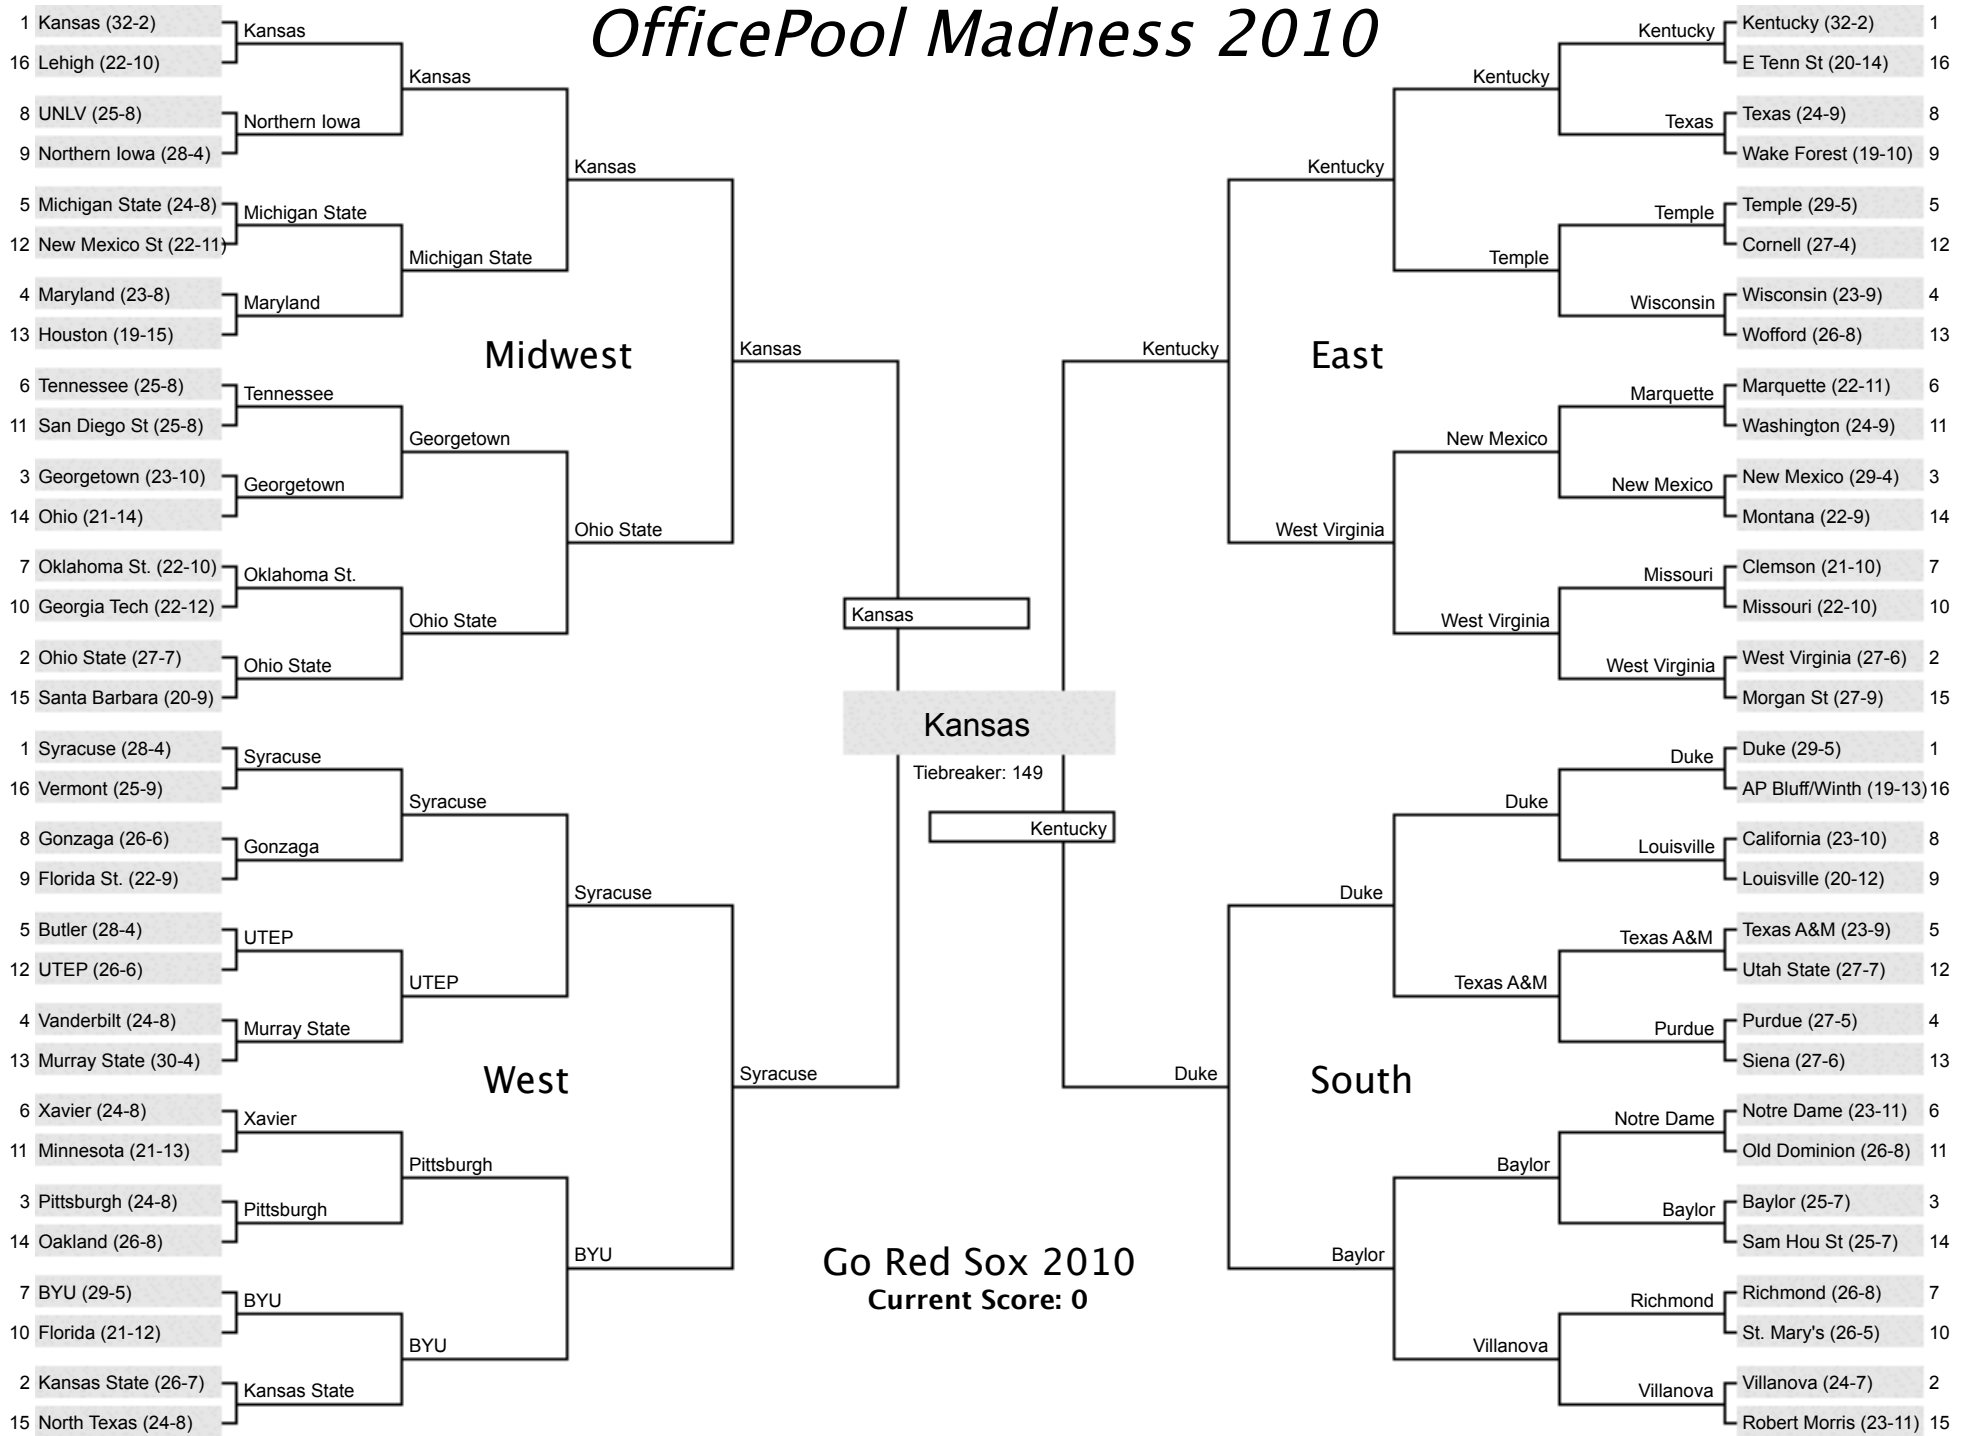 OfficePool Madness 2010
1 Kansas (32-2)
16 Lehigh (22-10)
8 UNLV (25-8)
9 Northern Iowa (28-4)
5 Michigan State (24-8)
12 New Mexico St (22-11)
4 Maryland (23-8)
13 Houston (19-15)
6 Tennessee (25-8)
11 San Diego St (25-8)
3 Georgetown (23-10)
14 Ohio (21-14)
7 Oklahoma St. (22-10)
10 Georgia Tech (22-12)
2 Ohio State (27-7)
15 Santa Barbara (20-9)
Kansas
Northern Iowa
Michigan State
Maryland
Tennessee
Georgetown
Oklahoma St.
Ohio State
Kansas
Michigan State
Georgetown
Ohio State
Kansas
Ohio State
Kansas
Midwest
1 Syracuse (28-4)
16 Vermont (25-9)
8 Gonzaga (26-6)
9 Florida St. (22-9)
5 Butler (28-4)
12 UTEP (26-6)
4 Vanderbilt (24-8)
13 Murray State (30-4)
6 Xavier (24-8)
11 Minnesota (21-13)
3 Pittsburgh (24-8)
14 Oakland (26-8)
7 BYU (29-5)
10 Florida (21-12)
2 Kansas State (26-7)
15 North Texas (24-8)
Syracuse
Gonzaga
UTEP
Murray State
Xavier
Pittsburgh
BYU
Kansas State
Syracuse
UTEP
Pittsburgh
BYU
Syracuse
BYU
Syracuse
West
Kansas
Kansas
Tiebreaker: 149
Kentucky
Go Red Sox 2010
Current Score: 0
Kentucky (32-2) 1
E Tenn St (20-14) 16
Texas (24-9) 8
Wake Forest (19-10) 9
Temple (29-5) 5
Cornell (27-4) 12
Wisconsin (23-9) 4
Wofford (26-8) 13
Marquette (22-11) 6
Washington (24-9) 11
New Mexico (29-4) 3
Montana (22-9) 14
Clemson (21-10) 7
Missouri (22-10) 10
West Virginia (27-6) 2
Morgan St (27-9) 15
Kentucky
Texas
Temple
Wisconsin
Marquette
New Mexico
Missouri
West Virginia
Kentucky
Temple
New Mexico
West Virginia
Kentucky
West Virginia
Kentucky
East
Duke (29-5) 1
AP Bluff/Winth (19-13) 16
California (23-10) 8
Louisville (20-12) 9
Texas A&M (23-9) 5
Utah State (27-7) 12
Purdue (27-5) 4
Siena (27-6) 13
Notre Dame (23-11) 6
Old Dominion (26-8) 11
Baylor (25-7) 3
Sam Hou St (25-7) 14
Richmond (26-8) 7
St. Mary's (26-5) 10
Villanova (24-7) 2
Robert Morris (23-11) 15
Duke
Louisville
Texas A&M
Purdue
Notre Dame
Baylor
Richmond
Villanova
Duke
Texas A&M
Baylor
Villanova
Duke
Baylor
Duke
South